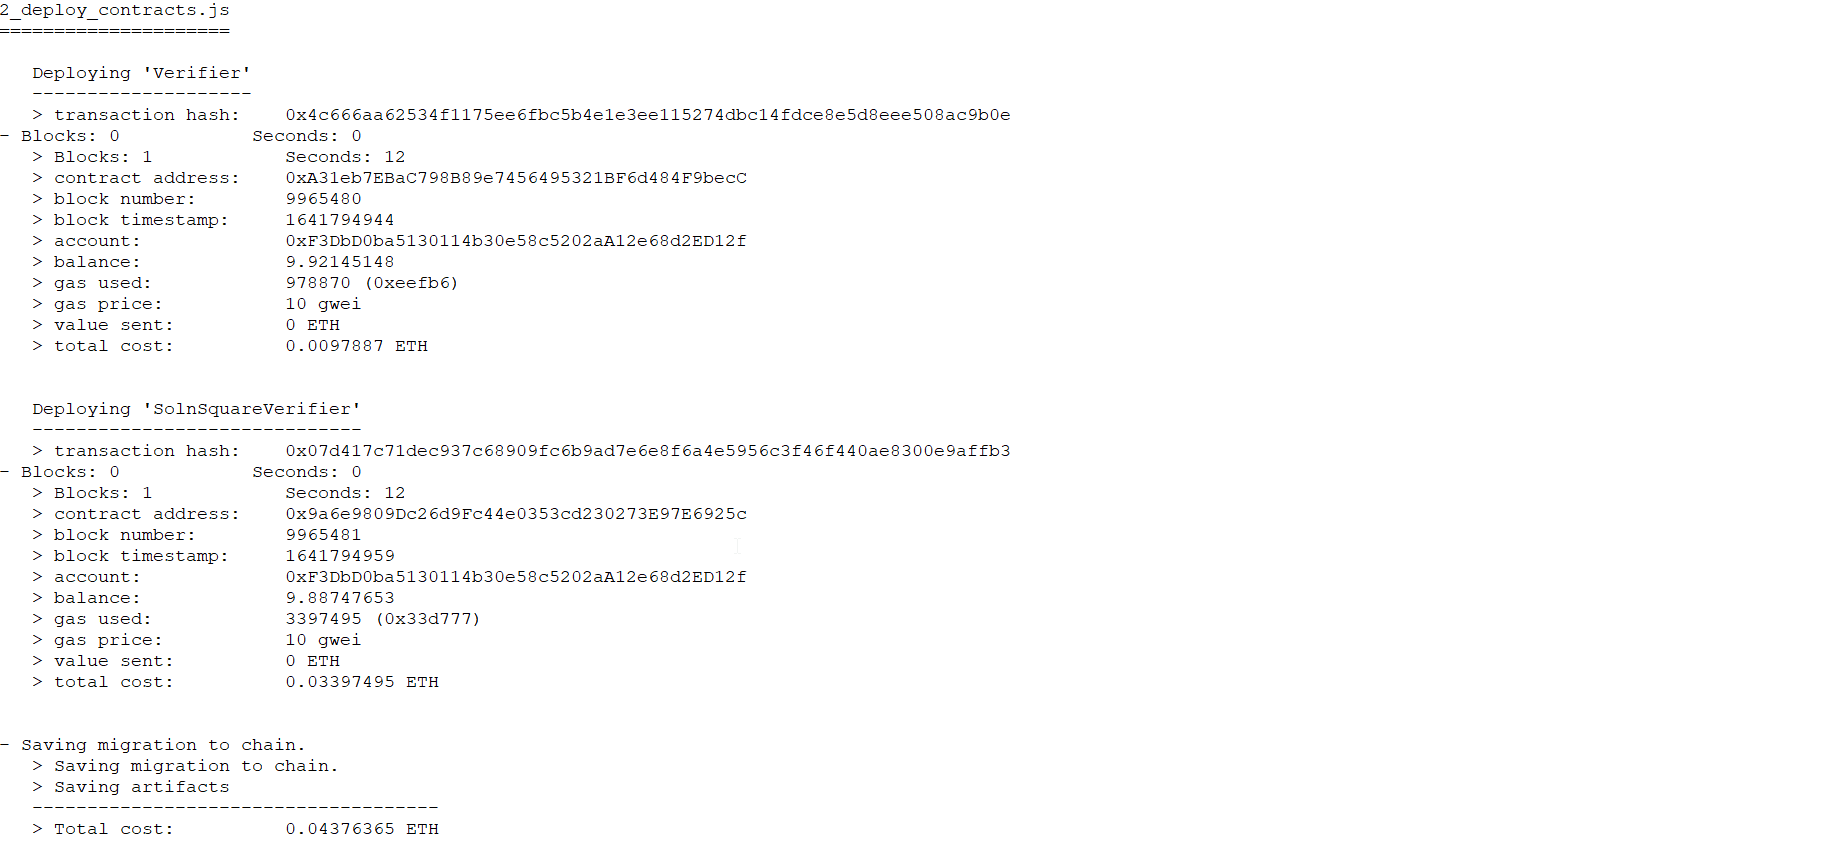 2_deploy_contracts.js
=====================
Deploying 'Verifier'
--------------------
> transaction hash:    0x4c666aa62534f1175ee6fbc5b4e1e3ee115274dbc14fdce8e5d8eee508ac9b0e
- Blocks: 0            Seconds: 0
> Blocks: 1            Seconds: 12
> contract address:    0xA31eb7EBaC798B89e7456495321BF6d484F9becC
> block number:        9965480
> block timestamp:     1641794944
> account:             0xF3DbD0ba5130114b30e58c5202aA12e68d2ED12f
> balance:             9.92145148
> gas used:            978870 (0xeefb6)
> gas price:           10 gwei
> value sent:          0 ETH
> total cost:          0.0097887 ETH
Deploying 'SolnSquareVerifier'
------------------------------
> transaction hash:    0x07d417c71dec937c68909fc6b9ad7e6e8f6a4e5956c3f46f440ae8300e9affb3
- Blocks: 0            Seconds: 0
> Blocks: 1            Seconds: 12
> contract address:    0x9a6e9809Dc26d9Fc44e0353cd230273E97E6925c
> block number:        9965481
> block timestamp:     1641794959
> account:             0xF3DbD0ba5130114b30e58c5202aA12e68d2ED12f
> balance:             9.88747653
> gas used:            3397495 (0x33d777)
> gas price:           10 gwei
> value sent:          0 ETH
> total cost:          0.03397495 ETH
- Saving migration to chain.
> Saving migration to chain.
> Saving artifacts
-------------------------------------
> Total cost:          0.04376365 ETH